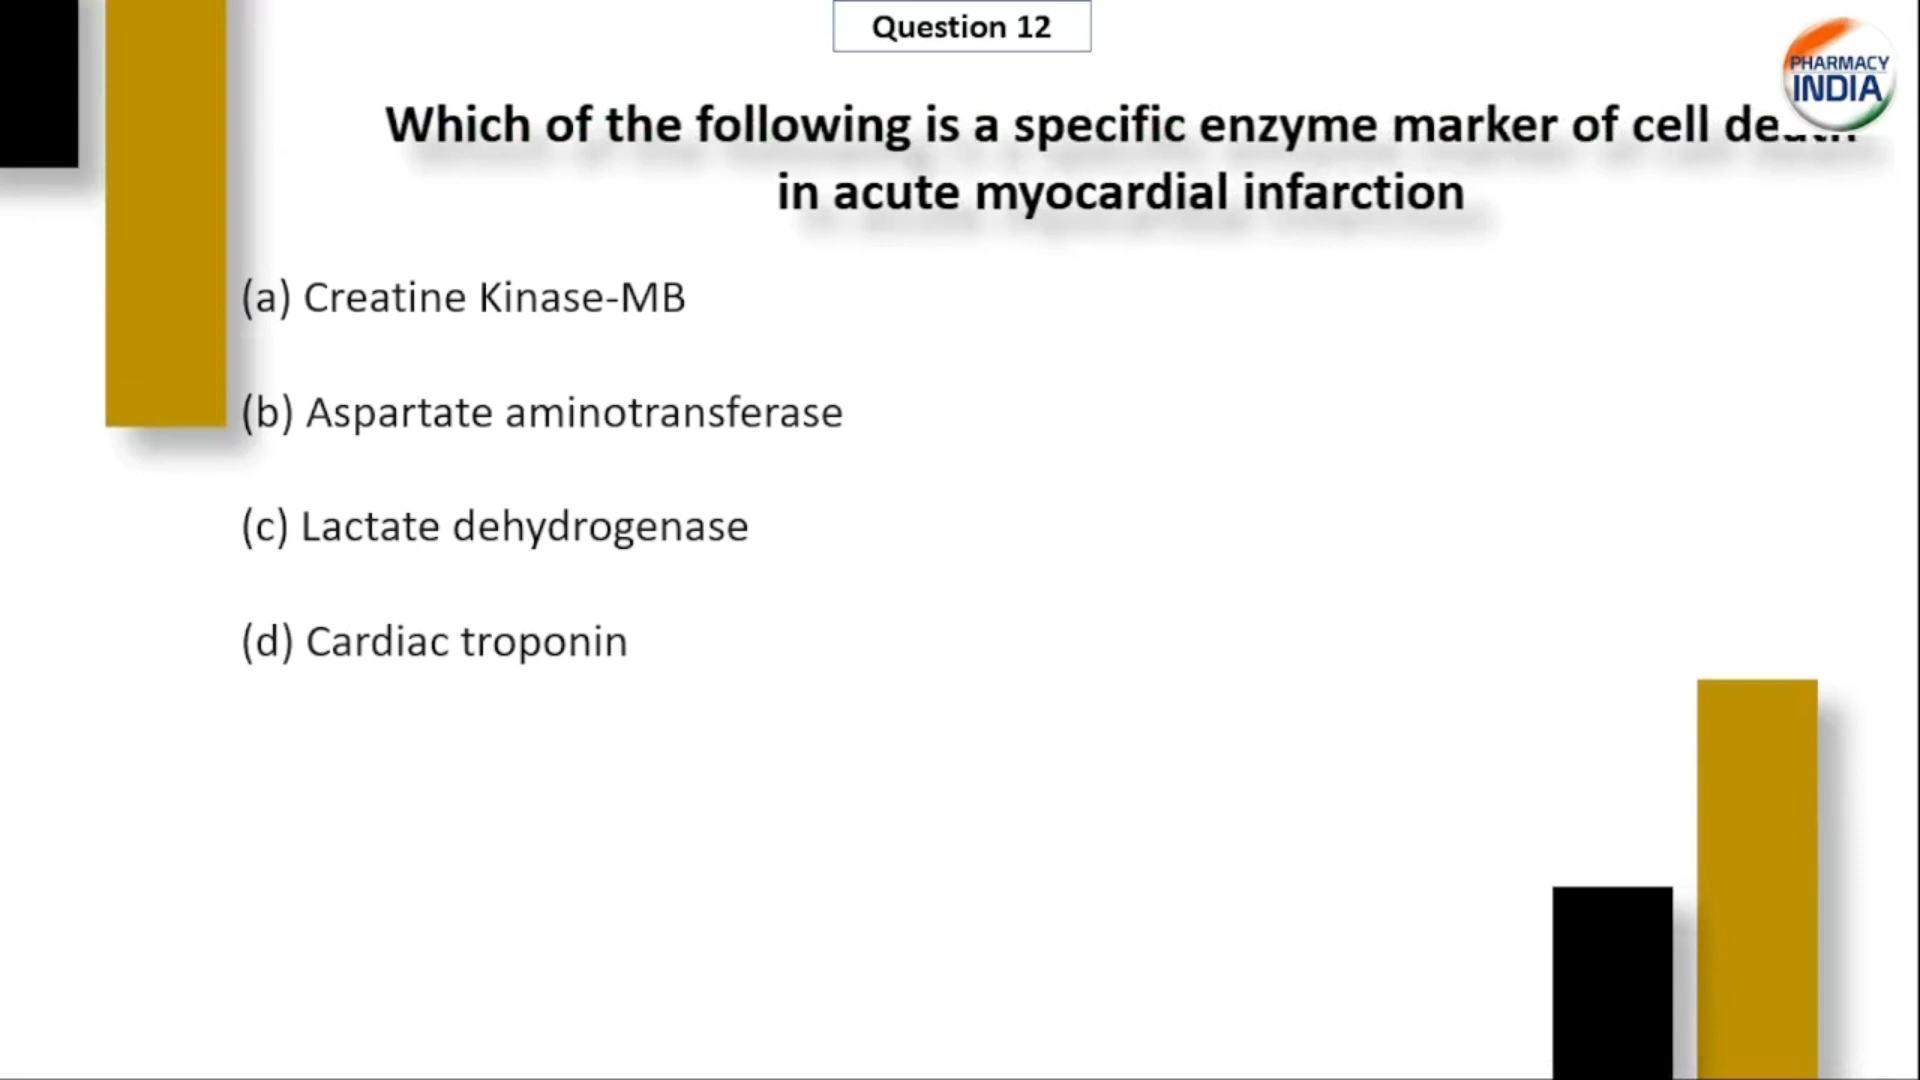 Question 12
PHARMACY
INDIA
Which of the following is a specific enzyme marker of cell
in acute myocardial infarction
(a) Creatine Kinase-MB
(b) Aspartate aminotransferase
(c) Lactate dehydrogenase
(d) Cardiac troponin